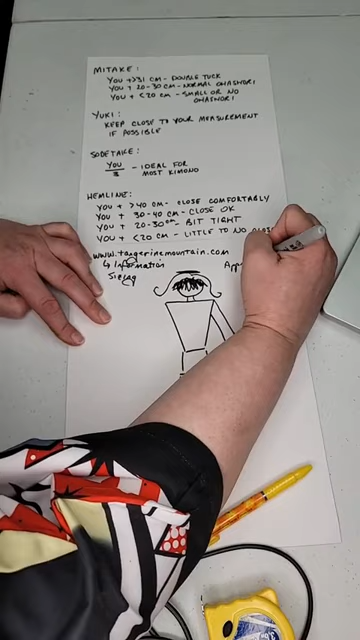 MITAKE:
YOU +>31 CM - DOUBLE TUCK
YOU + 20-30 CM - NORMAL OHASHORI
YOU + <20 CM - SMALL OR NO
OHASHORI
YUKI:
KEEP CLOSE TO YOUR MEASUREMENT
IF POSSIBLE
SODETAKE:
YOU
3
- IDEAL FOR
MOST KIMONO
HEMLINE:
YOU + >40 CM - CLOSE COMFORTABLY
YOU + 30-40 CM - CLOSE OK
YOU + 20-30 CM BIT TIGHT
YOU + <20 CM - LITTLE TO NO CLOS
www.tangerinemountain.com
↳ Information
App